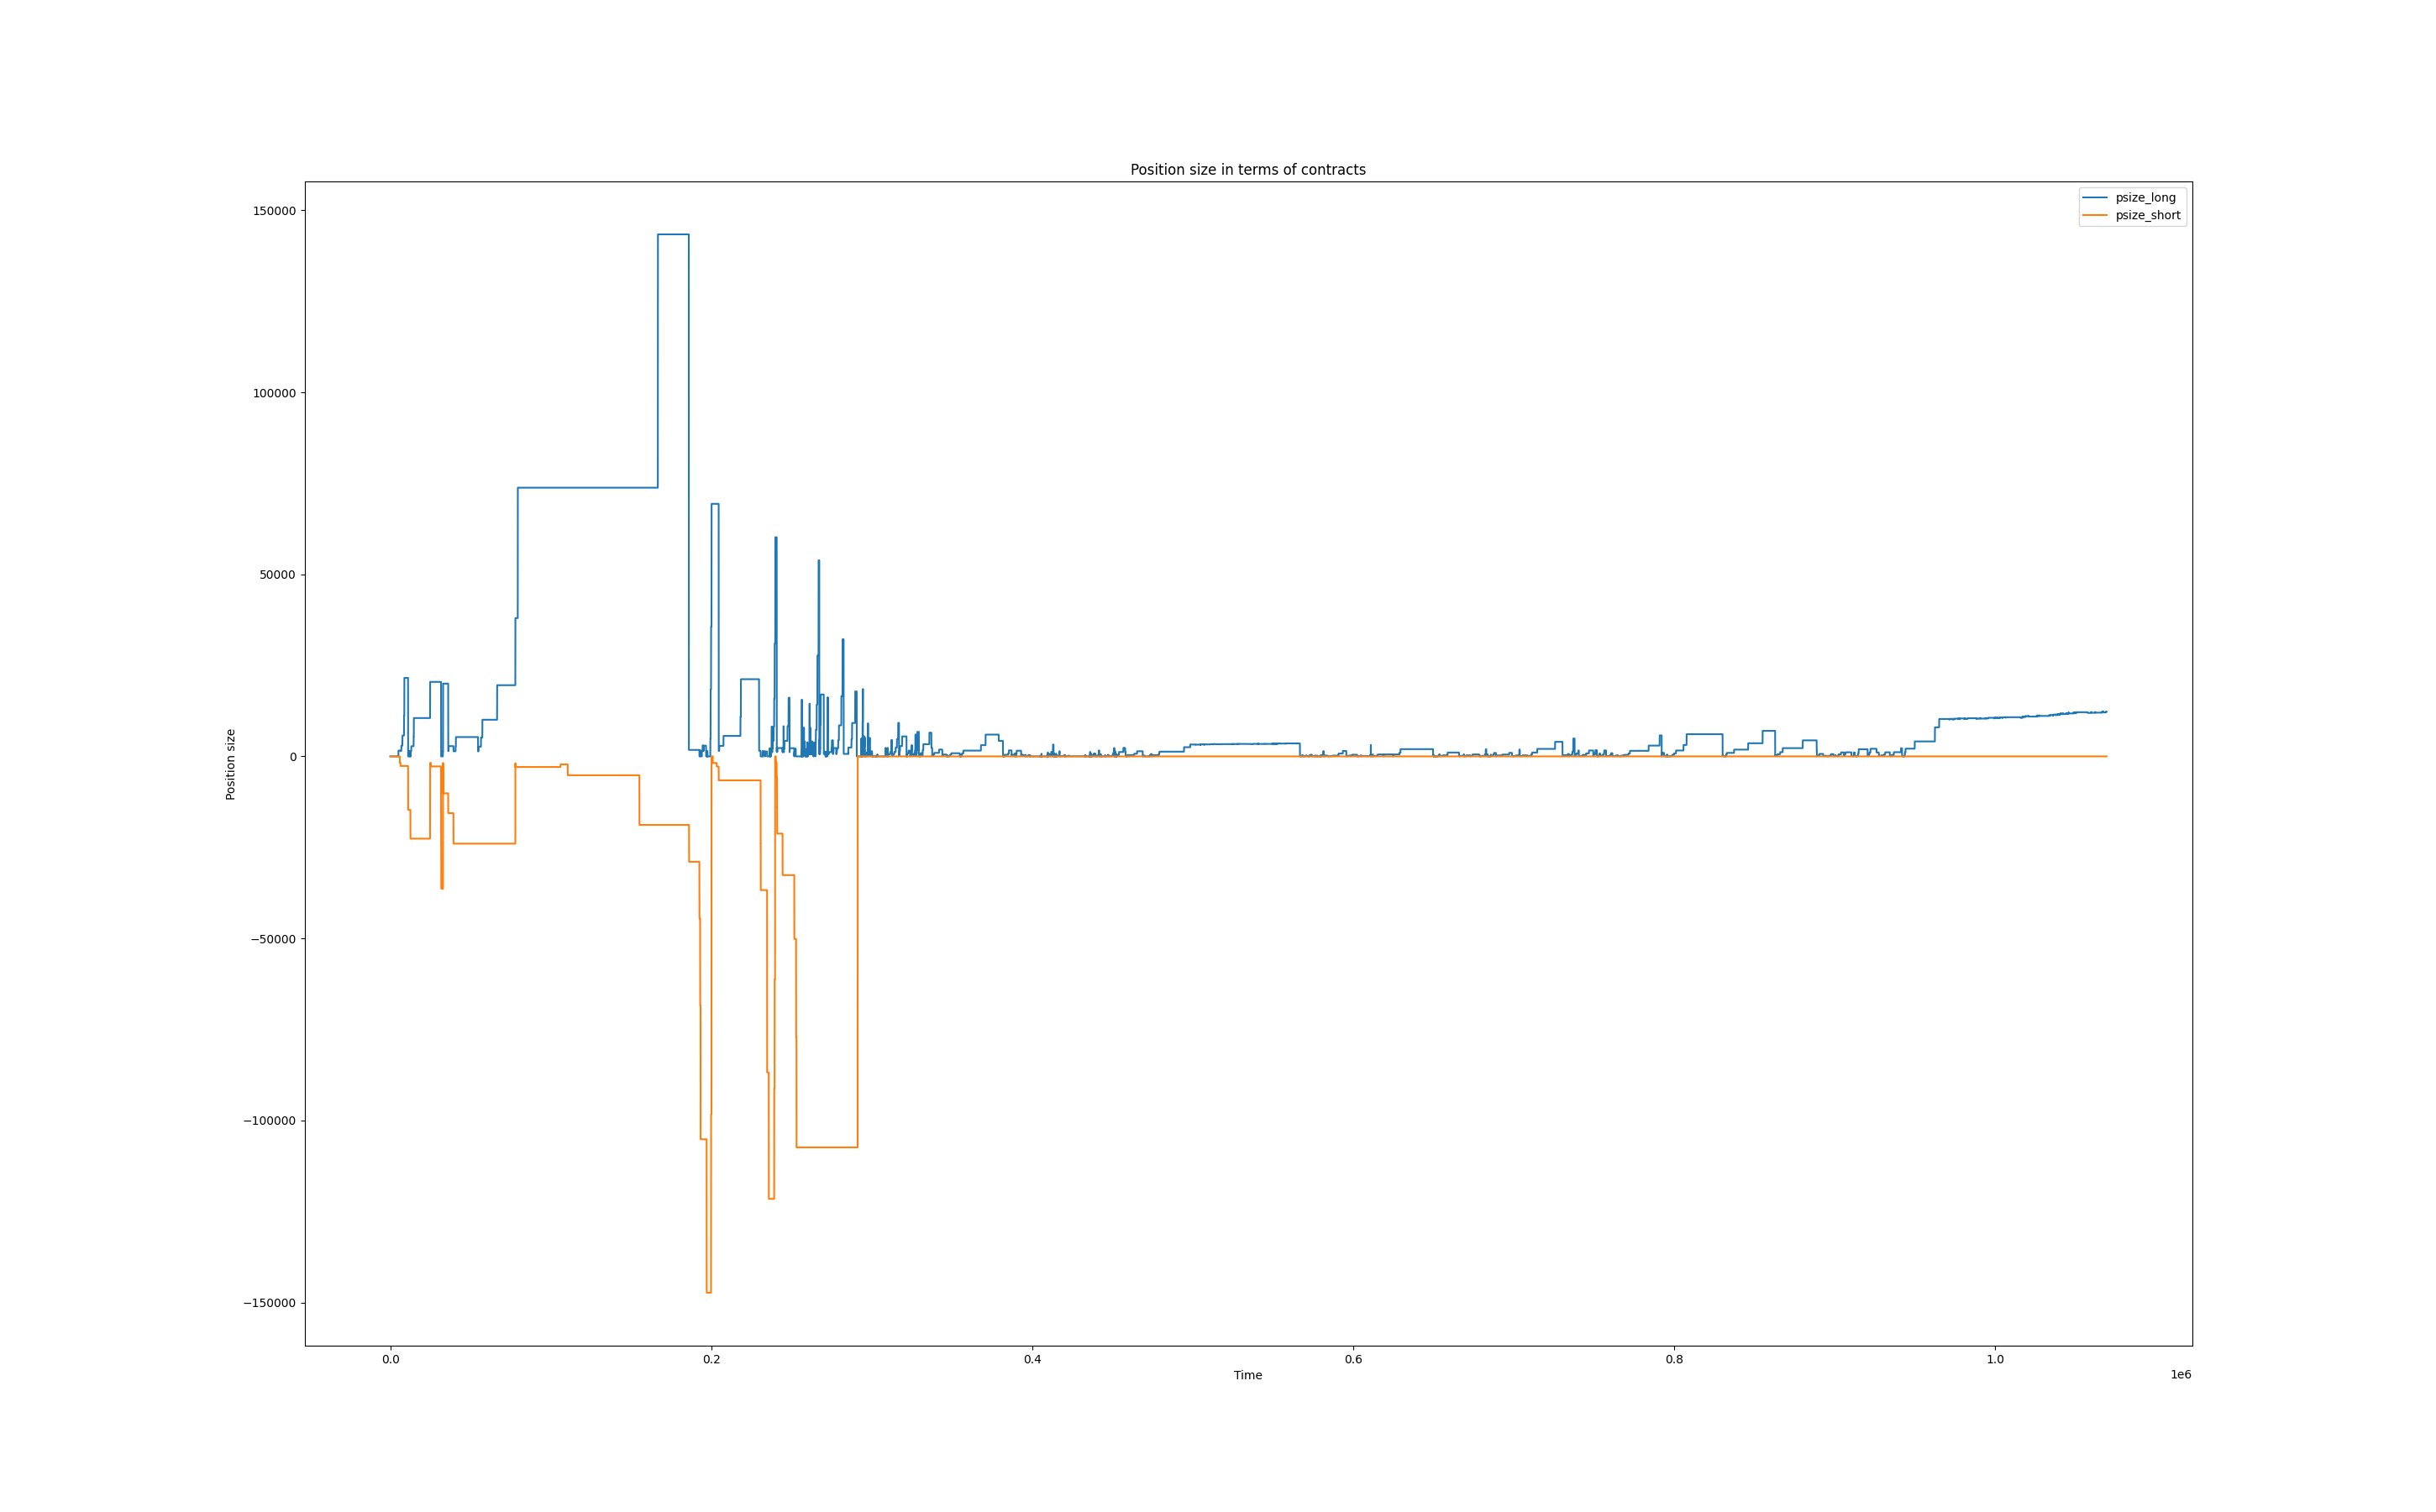 Position size in terms of contracts
psize_long
psize_short
150000
100000
50000
0
−50000
−100000
−150000
Position size
0.0
0.2
0.4
0.6
0.8
1.0
1e6
Time